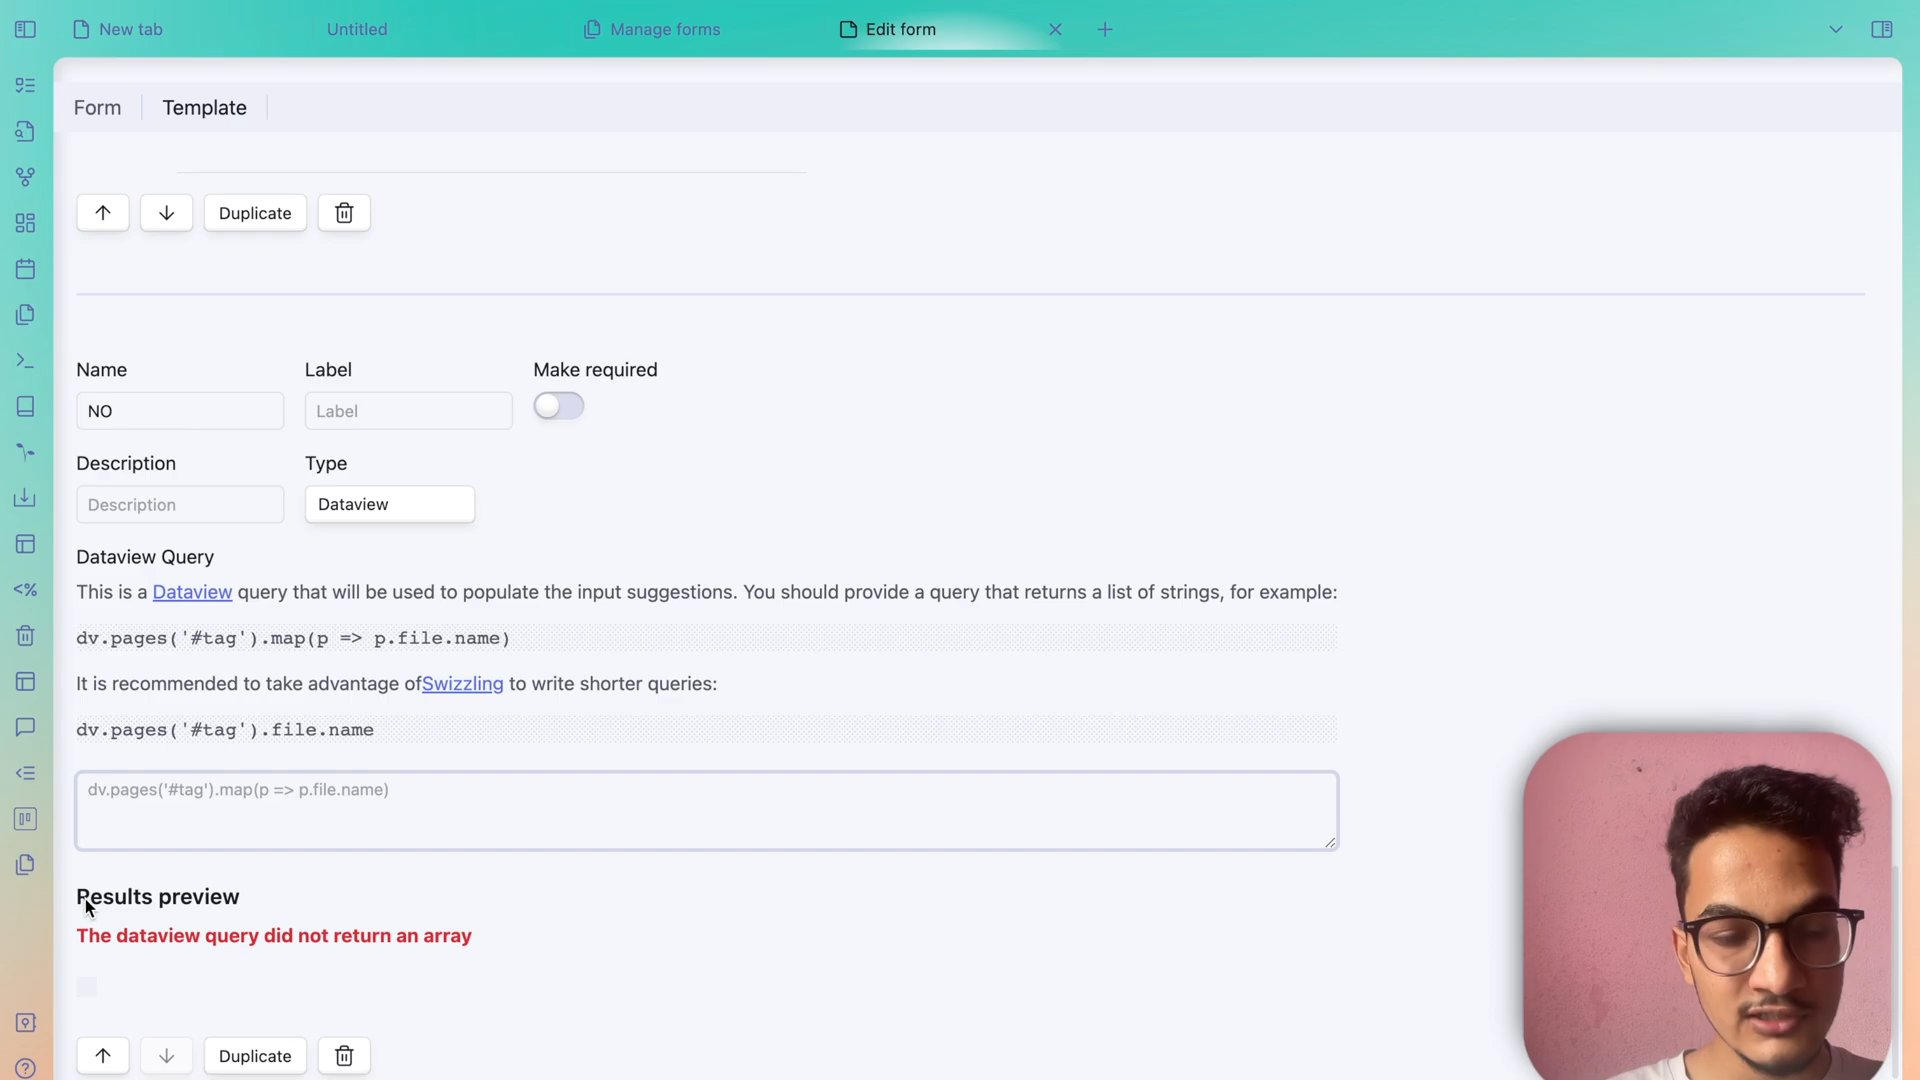 New tab
Untitled
Manage forms
Edit form
Form
Template
Duplicate
Name
Label
Make required
NO
Label
Description
Type
Description
Dataview
Dataview Query
This is a Dataview query that will be used to populate the input suggestions. You should provide a query that returns a list of strings, for example:
dv.pages('#tag').map(p => p.file.name)
It is recommended to take advantage ofSwizzling to write shorter queries:
dv.pages('#tag').file.name
dv.pages('#tag').map(p => p.file.name)
Results preview
The dataview query did not return an array
Duplicate